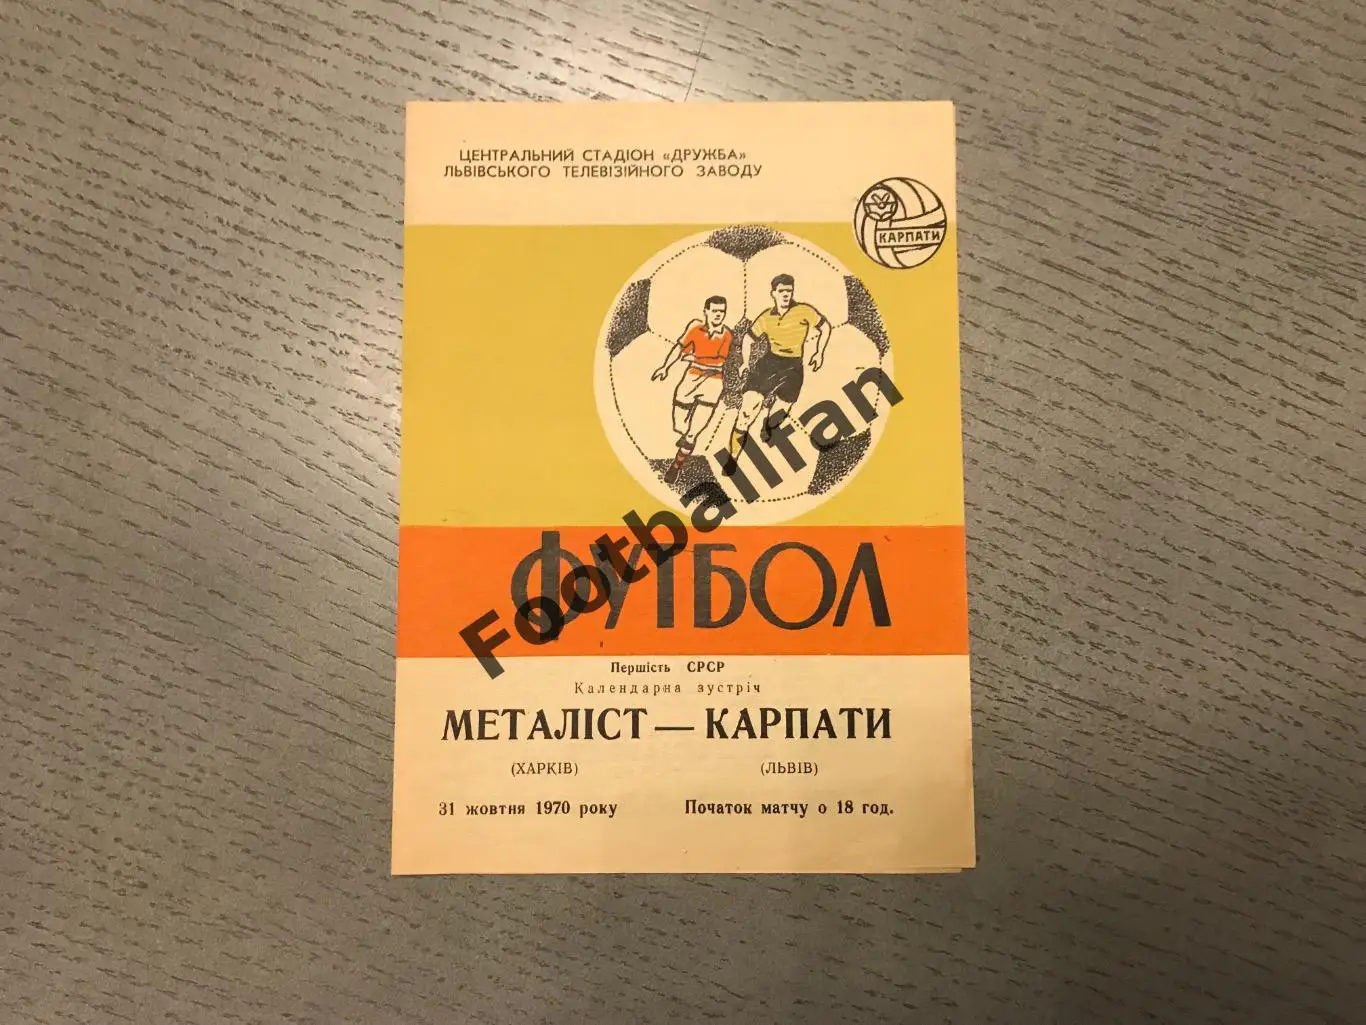 ЦЕНТРАЛЬНИЙ СТАДІОН «ДРУЖБА»
ЛЬВІВСЬКОГО ТЕЛЕВІЗІЙНОГО ЗАВОДУ
КАРПАТИ
Footballfan
ФУТБОЛ
Першість СРСР
Календарна зустріч
МЕТАЛІСТ — КАРПАТИ
(ХАРКІВ) (ЛЬВІВ)
31 жовтня 1970 року Початок матчу о 18 год.